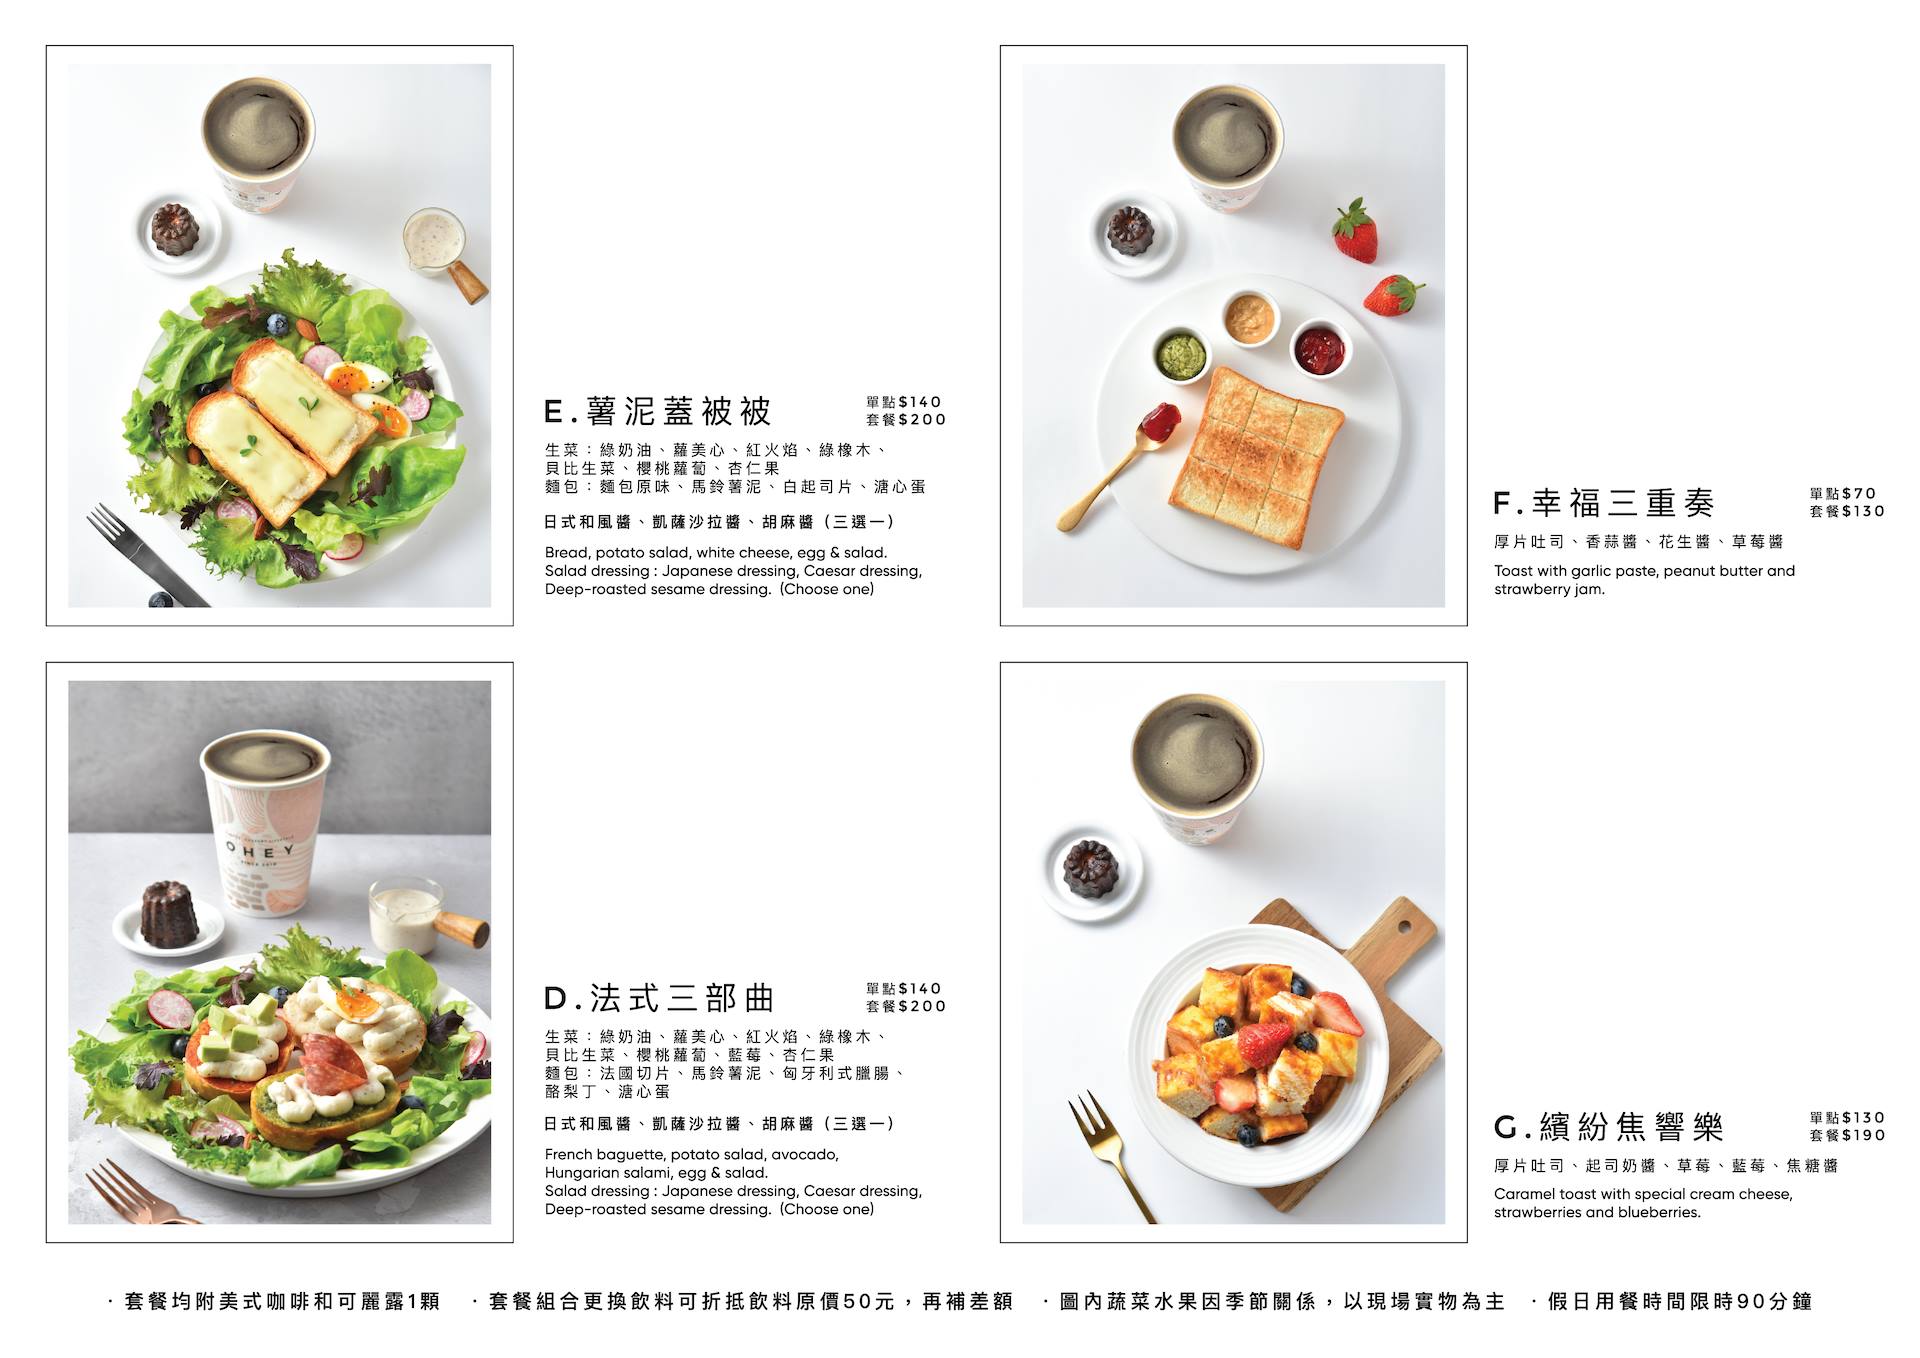 E.薯泥蓋被被
單點$140
套餐$200
生菜：綠奶油、蘿美心、紅火焰、綠橡木、
貝比生菜、櫻桃蘿蔔、杏仁果
麵包：麵包原味、馬鈴薯泥、白起司片、溏心蛋
日式和風醬、凱薩沙拉醬、胡麻醬（三選一）
Bread, potato salad, white cheese, egg & salad.
Salad dressing : Japanese dressing, Caesar dressing,
Deep-roasted sesame dressing. (Choose one)
F.幸福三重奏
單點$70
套餐$130
厚片吐司、香蒜醬、花生醬、草莓醬
Toast with garlic paste, peanut butter and
strawberry jam.
OHEY
D.法式三部曲
單點$140
套餐$200
生菜：綠奶油、蘿美心、紅火焰、綠橡木、
貝比生菜、櫻桃蘿蔔、藍莓、杏仁果
麵包：法國切片、馬鈴薯泥、匈牙利式臘腸、
酪梨丁、溏心蛋
日式和風醬、凱薩沙拉醬、胡麻醬（三選一）
French baguette, potato salad, avocado,
Hungarian salami, egg & salad.
Salad dressing : Japanese dressing, Caesar dressing,
Deep-roasted sesame dressing. (Choose one)
G.繽紛焦響樂
單點$130
套餐$190
厚片吐司、起司奶醬、草莓、藍莓、焦糖醬
Caramel toast with special cream cheese,
strawberries and blueberries.
· 套餐均附美式咖啡和可麗露1顆 · 套餐組合更換飲料可折抵飲料原價50元，再補差額 · 圖內蔬菜水果因季節關係，以現場實物為主 · 假日用餐時間限時90分鐘